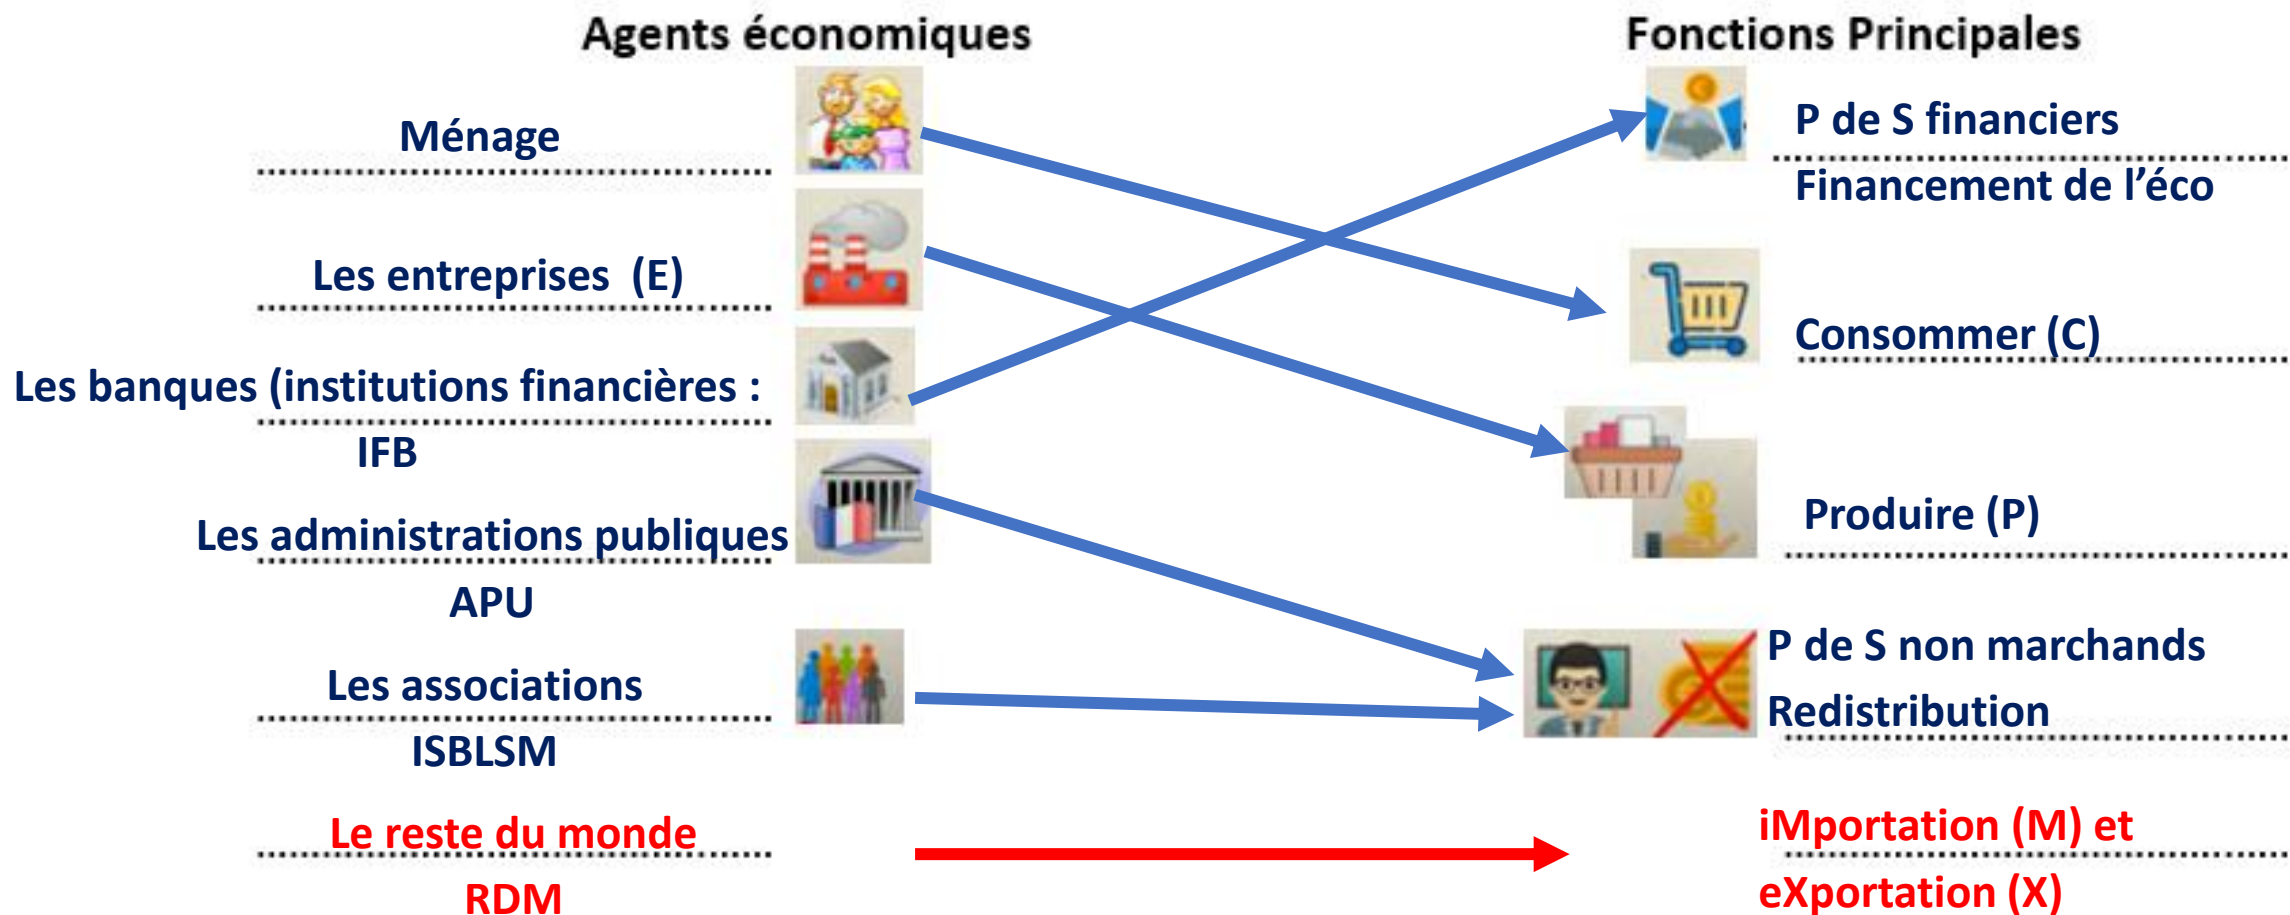 Agents économiques
Fonctions Principales
Ménage
P de S financiers
Financement de l’éco
Les entreprises (E)
Consommer (C)
Les banques (institutions financières :
IFB
Produire (P)
Les administrations publiques
APU
P de S non marchands
Redistribution
Les associations
ISBLSM
Le reste du monde
RDM
iMportation (M) et
eXportation (X)